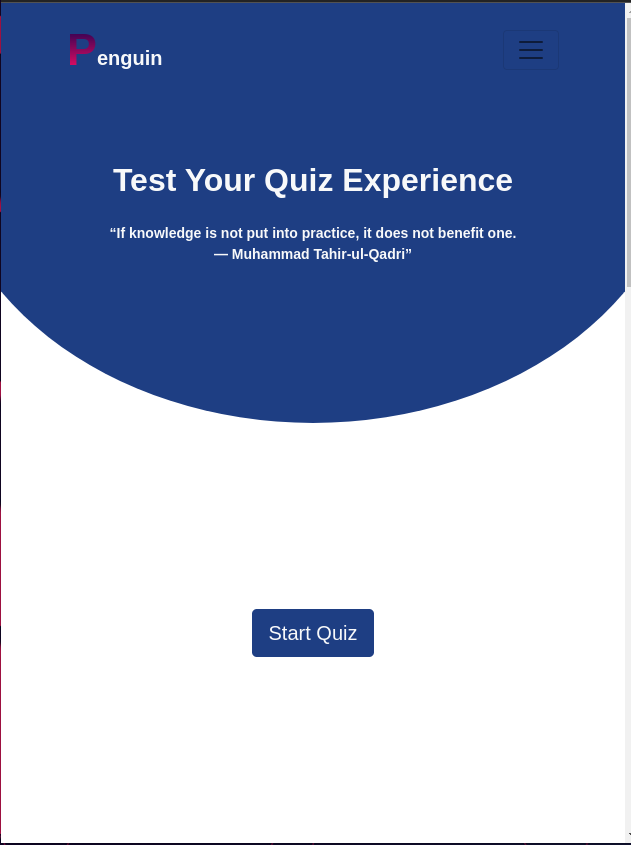 Penguin
Test Your Quiz Experience
“If knowledge is not put into practice, it does not benefit one.
— Muhammad Tahir-ul-Qadri”
Start Quiz